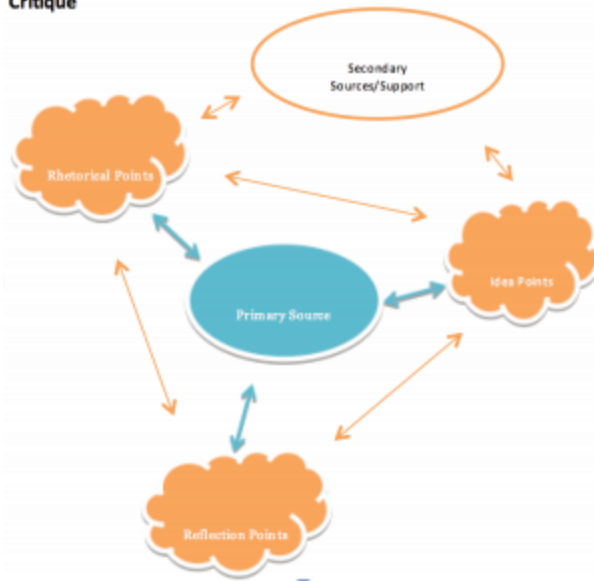 Critique
Secondary
Sources/Support
Rhetorical Points
Idea Points
Primary Source
Reflection Points